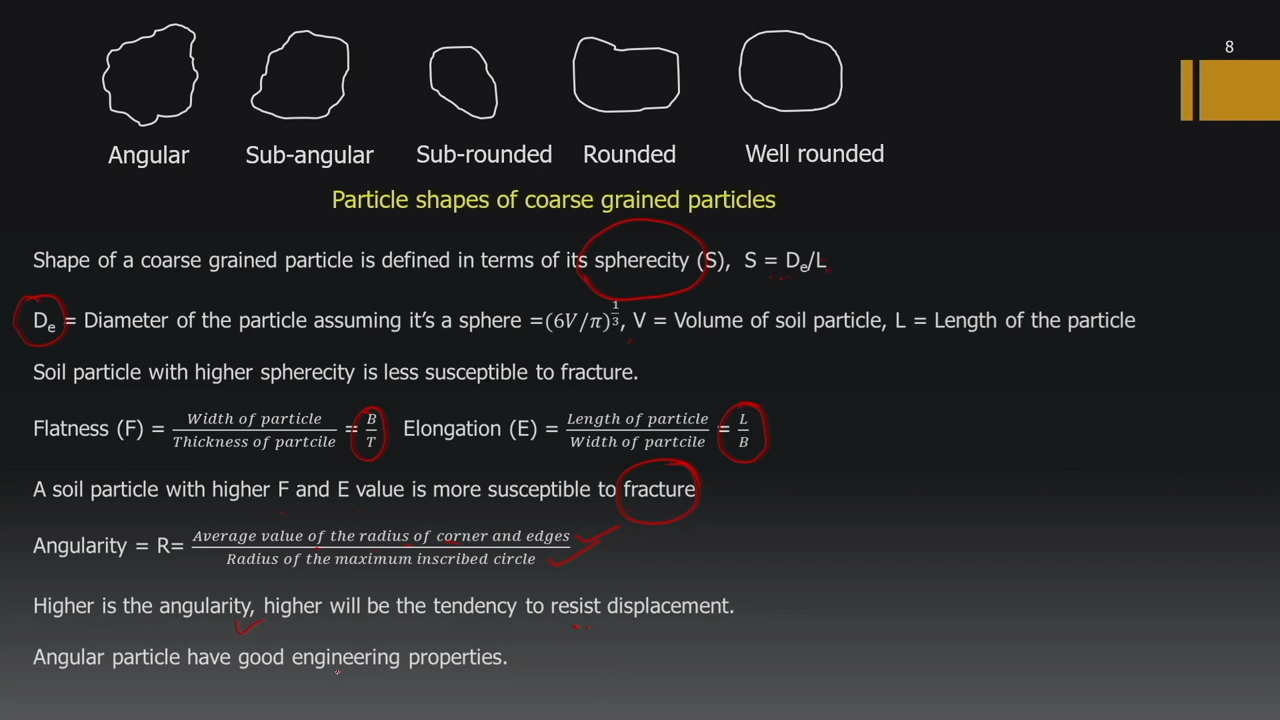 8
Angular Sub-angular Sub-rounded Rounded Well rounded
Particle shapes of coarse grained particles
Shape of a coarse grained particle is defined in terms of its spherecity (S), S = Dₑ/L
Dₑ = Diameter of the particle assuming it's a sphere =(6V/π)^{1/3}, V = Volume of soil particle, L = Length of the particle
Soil particle with higher spherecity is less susceptible to fracture.
Flatness (F) = Width of particle / Thickness of partcile = B/T Elongation (E) = Length of particle / Width of partcile = L/B
A soil particle with higher F and E value is more susceptible to fracture
Angularity = R= Average value of the radius of corner and edges / Radius of the maximum inscribed circle
Higher is the angularity, higher will be the tendency to resist displacement.
Angular particle have good engineering properties.